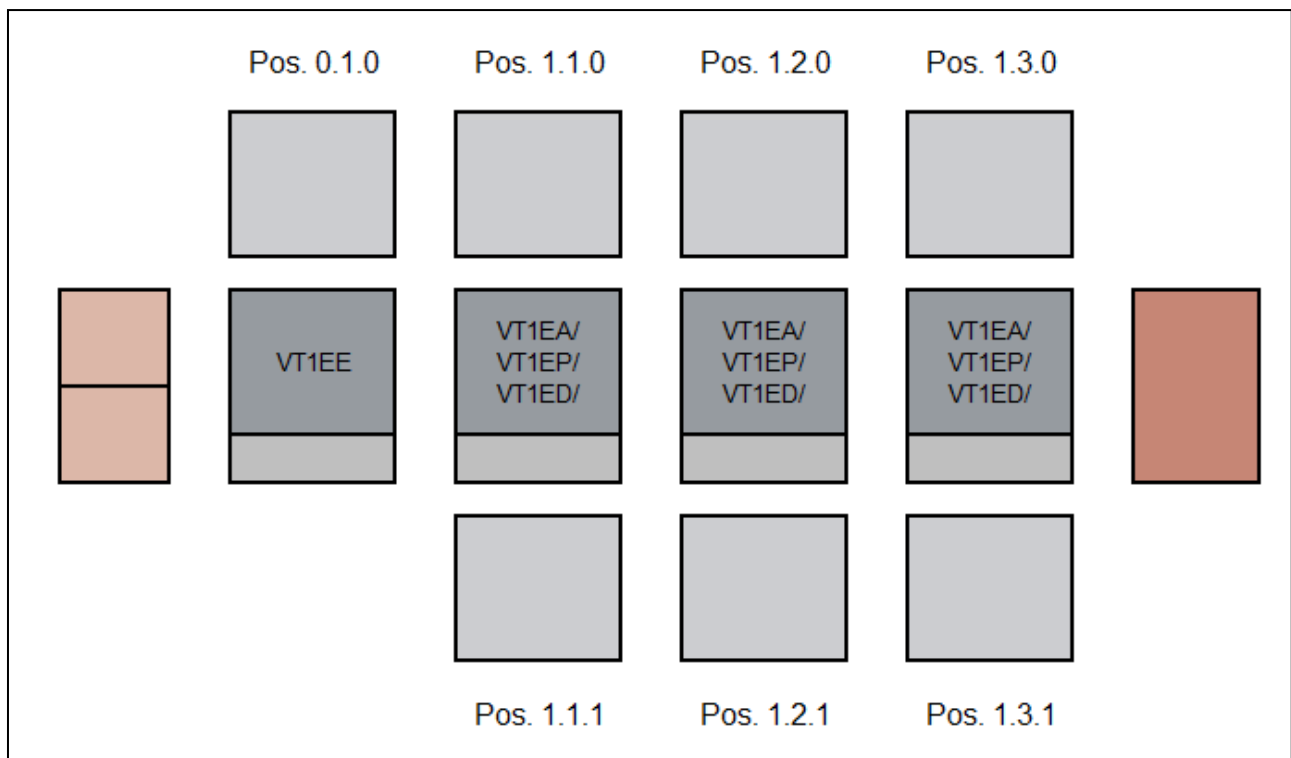 Pos. 0.1.0 Pos. 1.1.0 Pos. 1.2.0 Pos. 1.3.0
VT1EE
VT1EA/
VT1EP/
VT1ED/
VT1EA/
VT1EP/
VT1ED/
VT1EA/
VT1EP/
VT1ED/
Pos. 1.1.1 Pos. 1.2.1 Pos. 1.3.1